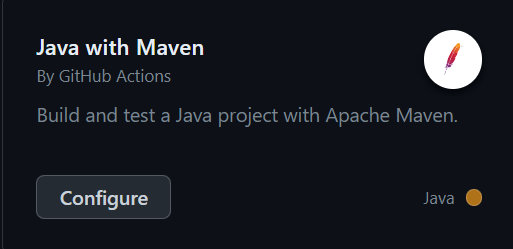 Java with Maven
By GitHub Actions
Build and test a Java project with Apache Maven.
Configure
Java